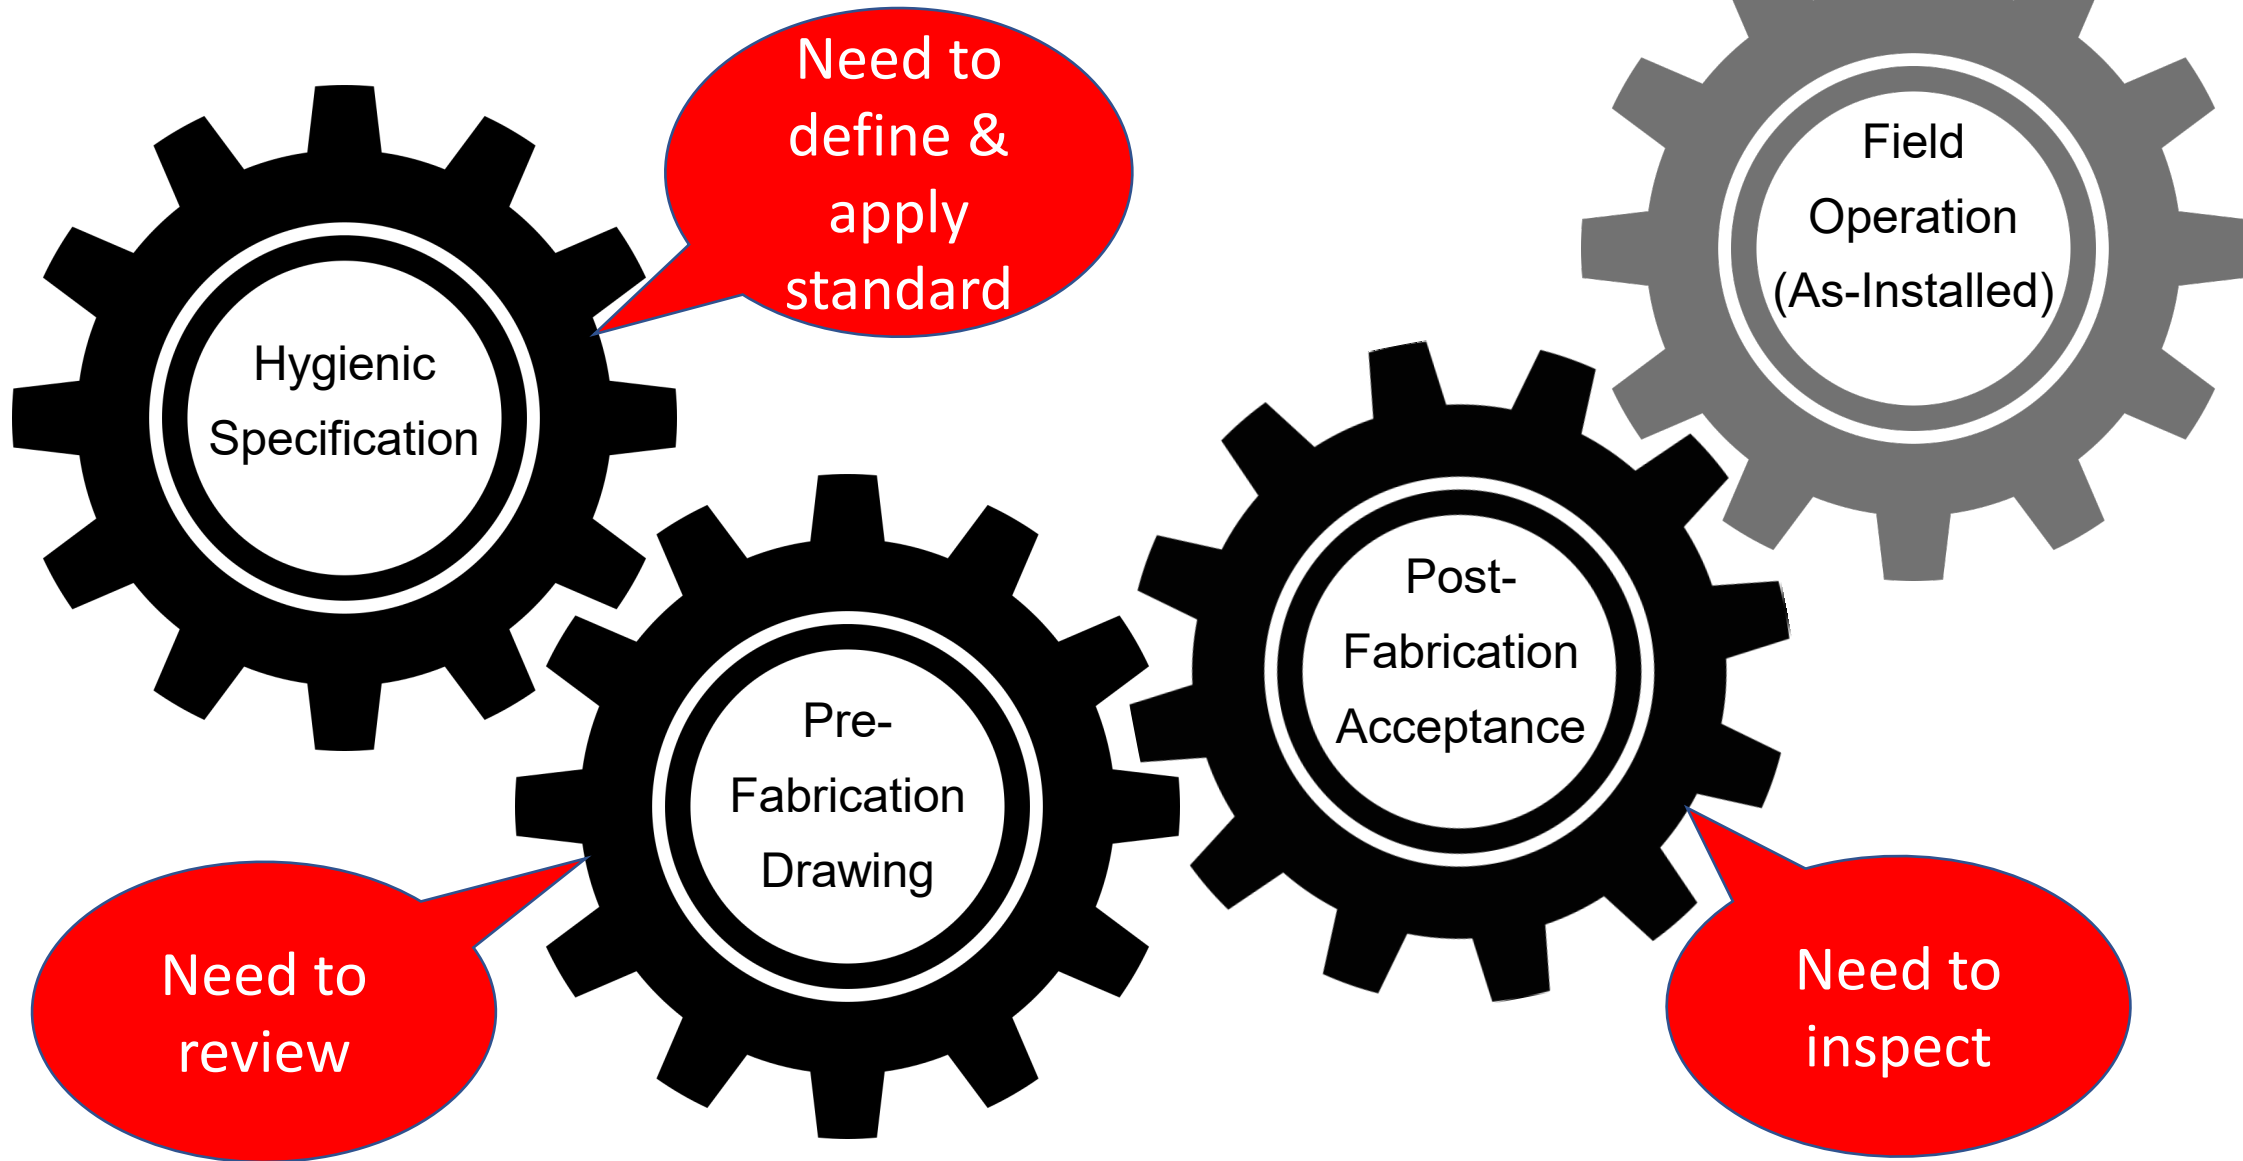 Need to
define &
apply
standard
Field
Operation
(As-Installed)
Hygienic
Specification
Post-
Fabrication
Acceptance
Pre-
Fabrication
Drawing
Need to
review
Need to
inspect